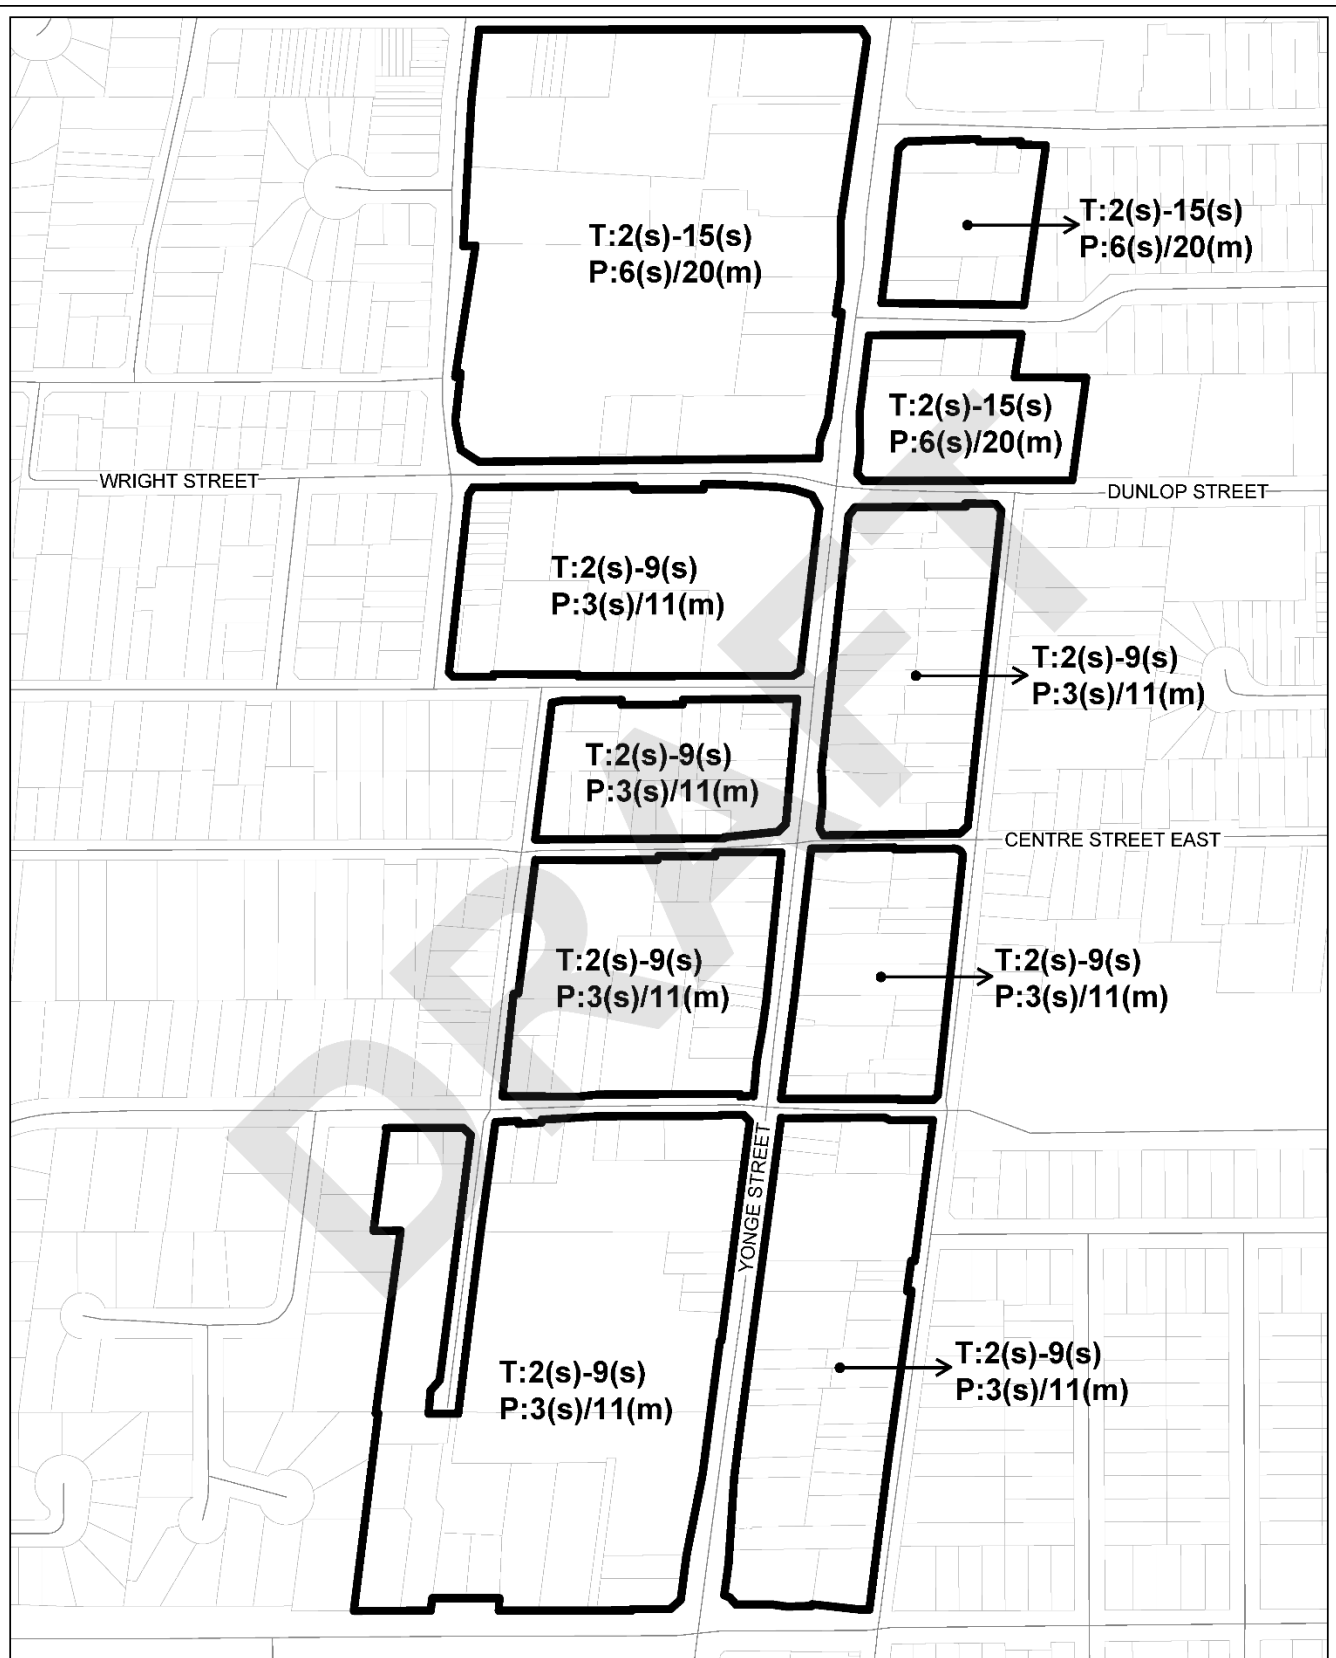 T:2(s)-15(s)
P:6(s)/20(m)
T:2(s)-15(s)
P:6(s)/20(m)
T:2(s)-15(s)
P:6(s)/20(m)
WRIGHT STREET
DUNLOP STREET
T:2(s)-9(s)
P:3(s)/11(m)
T:2(s)-9(s)
P:3(s)/11(m)
T:2(s)-9(s)
P:3(s)/11(m)
CENTRE STREET EAST
T:2(s)-9(s)
P:3(s)/11(m)
T:2(s)-9(s)
P:3(s)/11(m)
YONGE STREET
T:2(s)-9(s)
P:3(s)/11(m)
T:2(s)-9(s)
P:3(s)/11(m)
DRAFT